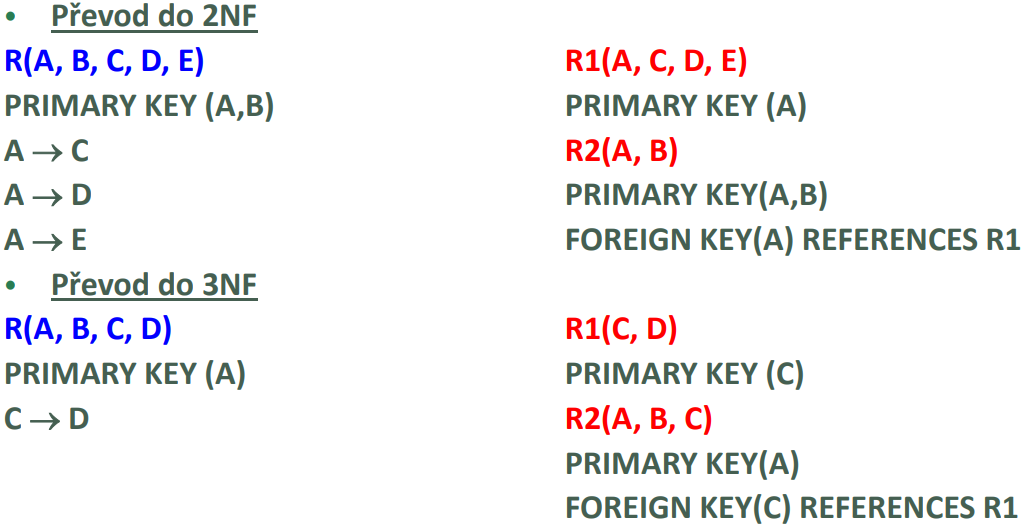 • Převod do 2NF
R(A, B, C, D, E)
R1(A, C, D, E)
PRIMARY KEY (A,B)
PRIMARY KEY (A)
A → C
R2(A, B)
A → D
PRIMARY KEY(A,B)
A → E
FOREIGN KEY(A) REFERENCES R1
• Převod do 3NF
R(A, B, C, D)
R1(C, D)
PRIMARY KEY (A)
PRIMARY KEY (C)
C → D
R2(A, B, C)
PRIMARY KEY(A)
FOREIGN KEY(C) REFERENCES R1